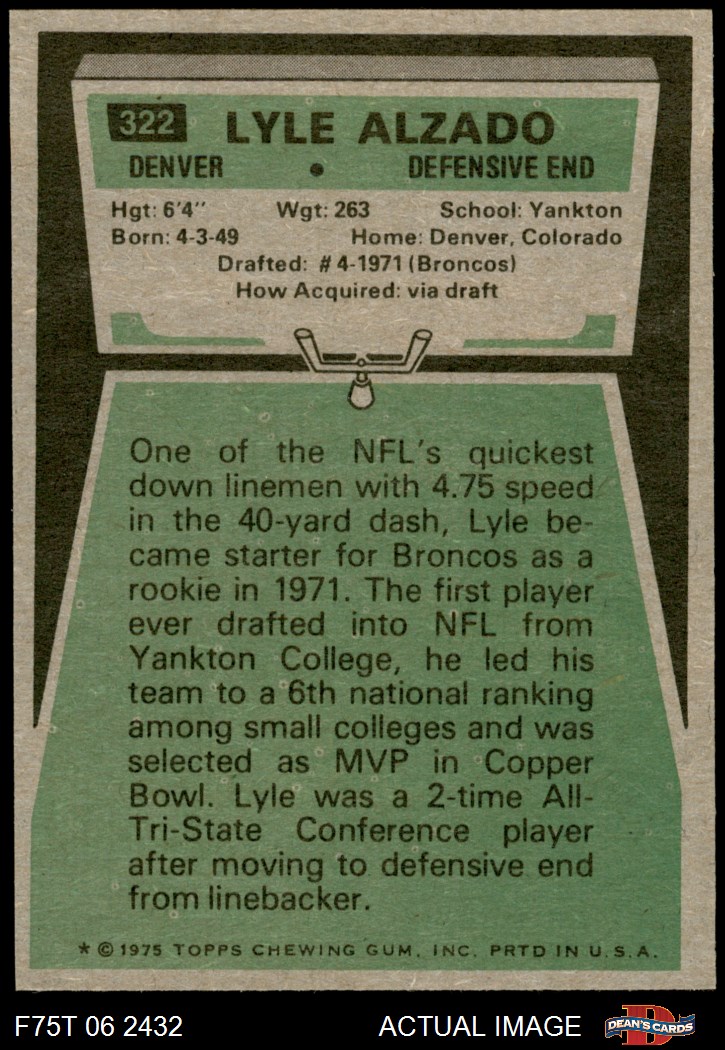 322 LYLE ALZADO
DENVER • DEFENSIVE END
Hgt: 6'4" Wgt: 263 School: Yankton
Born: 4-3-49 Home: Denver, Colorado
Drafted: #4-1971 (Broncos)
How Acquired: via draft
One of the NFL's quickest
down linemen with 4.75 speed
in the 40-yard dash, Lyle be-
came starter for Broncos as a
rookie in 1971. The first player
ever drafted into NFL from
Yankton College, he led his
team to a 6th national ranking
among small colleges and was
selected as MVP in Copper
Bowl. Lyle was a 2-time All-
Tri-State Conference player
after moving to defensive end
from linebacker.
* © 1975 TOPPS CHEWING GUM, INC. PRTD IN U.S.A.
F75T 06 2432 ACTUAL IMAGE D DEAN'S CARDS